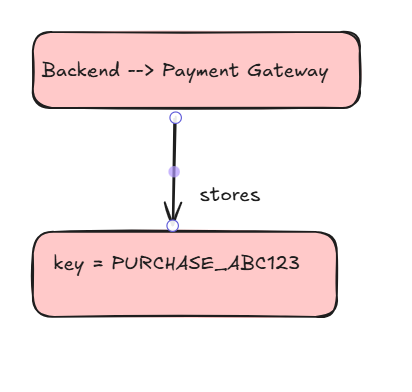 Backend --> Payment Gateway
stores
key = PURCHASE_ABC123